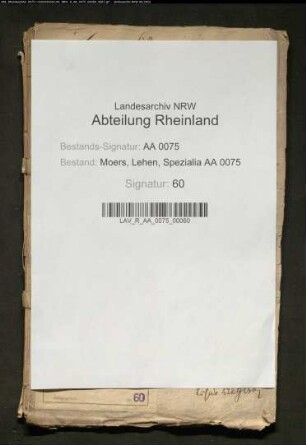 Landesarchiv NRW
Abteilung Rheinland
Bestands-Signatur: AA 0075
Bestand: Moers, Lehen, Spezialia AA 0075
Signatur: 60
LAV_R_AA_0075_00060
60